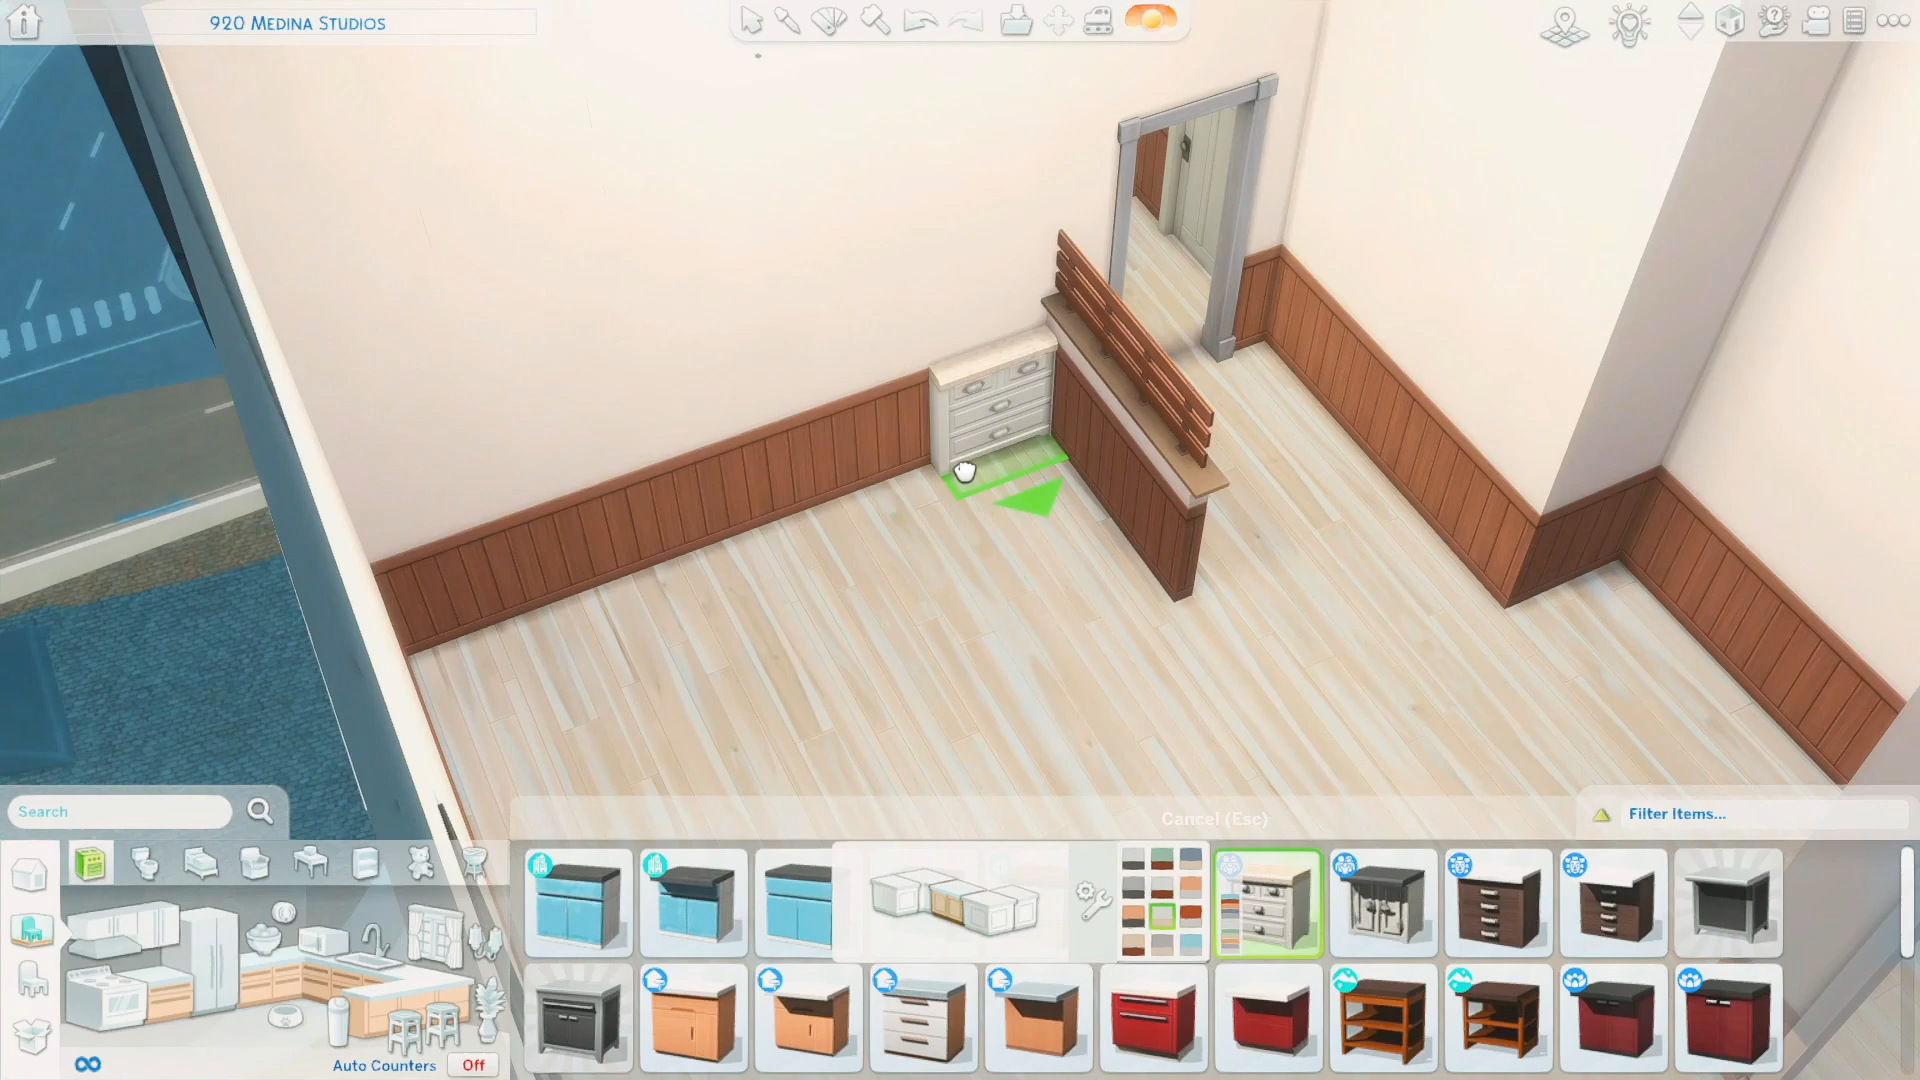 920 Medina Studios
Cancel (Esc)
Filter Items...
Search
Auto Counters
Off